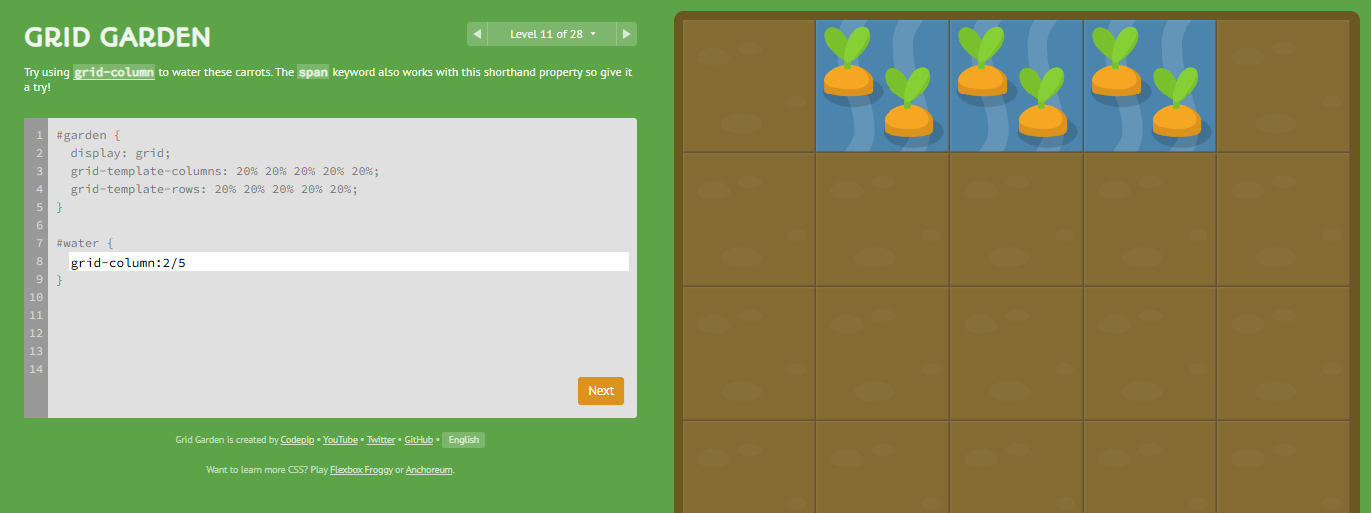 GRID GARDEN
◀ Level 11 of 28 ▾ ▶
Try using grid-column to water these carrots. The span keyword also works with this shorthand property so give it
a try!
1 #garden {
2   display: grid;
3   grid-template-columns: 20% 20% 20% 20% 20%;
4   grid-template-rows: 20% 20% 20% 20% 20%;
5 }
6
7 #water {
8   grid-column:2/5
9 }
10
11
12
13
14
Next
Grid Garden is created by Codepip • YouTube • Twitter • GitHub • English
Want to learn more CSS? Play Flexbox Froggy or Anchoreum.